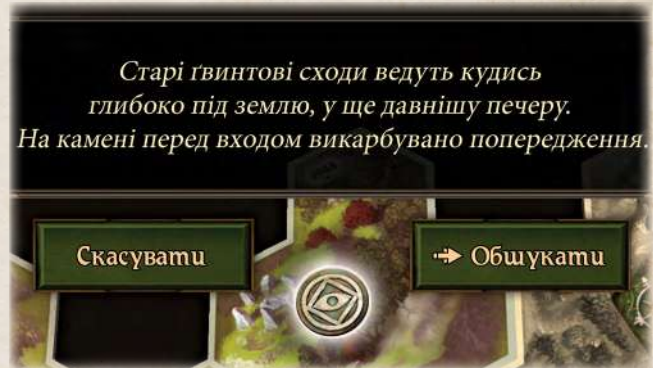 Старі ґвинтові сходи ведуть кудись
глибоко під землю, у ще давнішу печеру.
На камені перед входом викарбувано попередження.
Скасувати
Обшукати